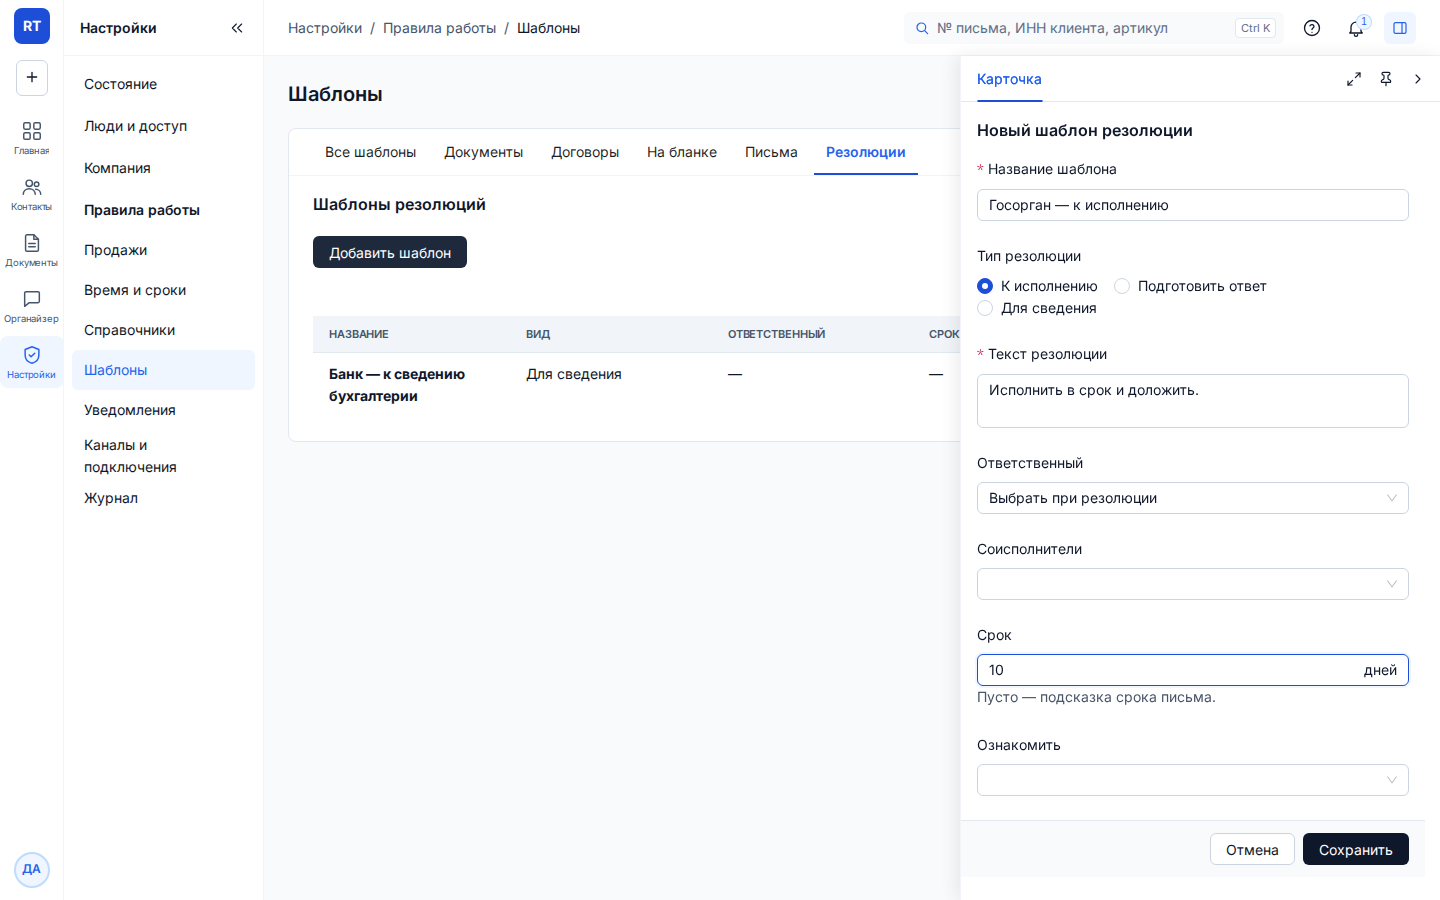 RT
Главная
Контакты
Документы
Органайзер
Настройки
ДА
Настройки
Состояние
Люди и доступ
Компания
Правила работы
Продажи
Время и сроки
Справочники
Шаблоны
Уведомления
Каналы и
подключения
Журнал
Настройки / Правила работы / Шаблоны
№ письма, ИНН клиента, артикул
Ctrl K
1
Шаблоны
Все шаблоны
Документы
Договоры
На бланке
Письма
Резолюции
Шаблоны резолюций
Добавить шаблон
НАЗВАНИЕ
ВИД
ОТВЕТСТВЕННЫЙ
СРОК
Банк — к сведению
бухгалтерии
Для сведения
—
—
Карточка
Новый шаблон резолюции
* Название шаблона
Госорган — к исполнению
Тип резолюции
К исполнению
Подготовить ответ
Для сведения
* Текст резолюции
Исполнить в срок и доложить.
Ответственный
Выбрать при резолюции
Соисполнители
Срок
10
дней
Пусто — подсказка срока письма.
Ознакомить
Отмена
Сохранить